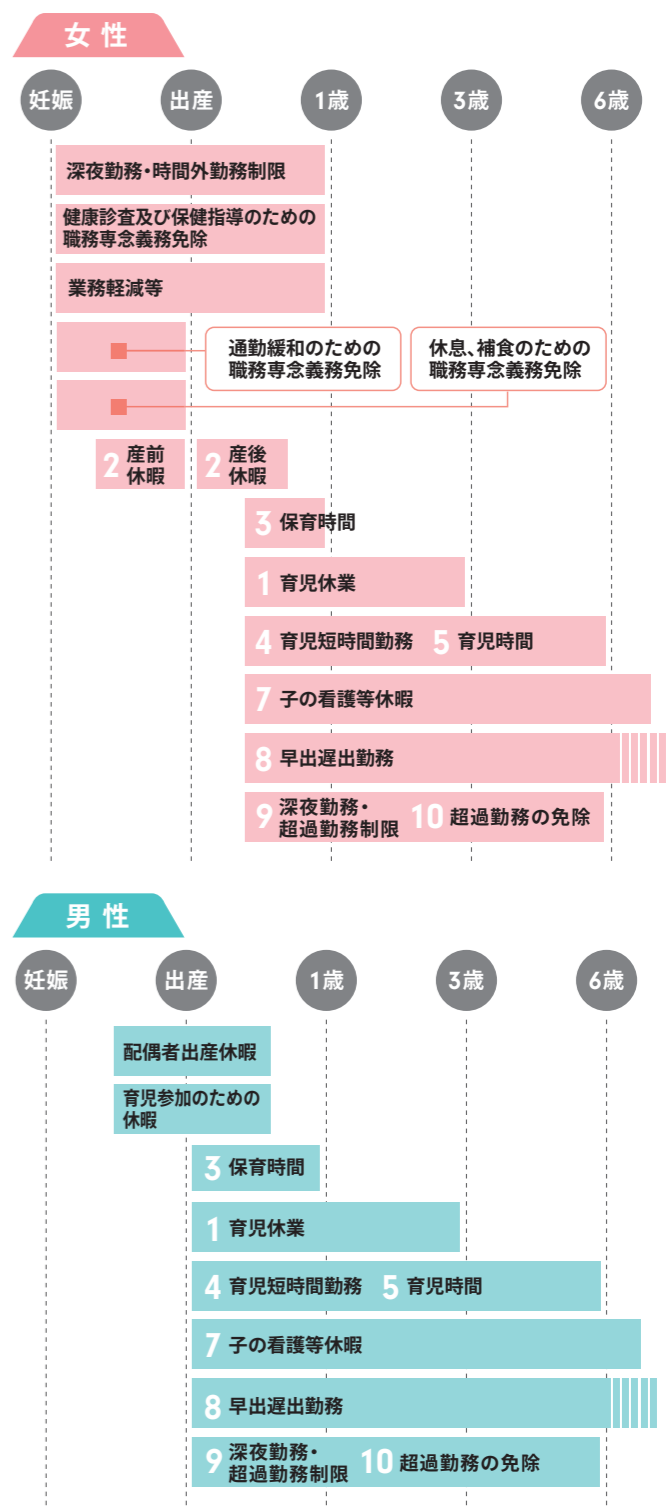 女性
妊娠
出産
1歳
3歳
6歳
深夜勤務・時間外勤務制限
健康診査及び保健指導のための
職務専念義務免除
業務軽減等
通勤緩和のための
職務専念義務免除
休息、補食のための
職務専念義務免除
2 産前
休暇
2 産後
休暇
3 保育時間
1 育児休業
4 育児短時間勤務 5 育児時間
7 子の看護等休暇
8 早出遅出勤務
9 深夜勤務・
超過勤務制限
10 超過勤務の免除
男性
妊娠
出産
1歳
3歳
6歳
配偶者出産休暇
育児参加のための
休暇
3 保育時間
1 育児休業
4 育児短時間勤務 5 育児時間
7 子の看護等休暇
8 早出遅出勤務
9 深夜勤務・
超過勤務制限
10 超過勤務の免除